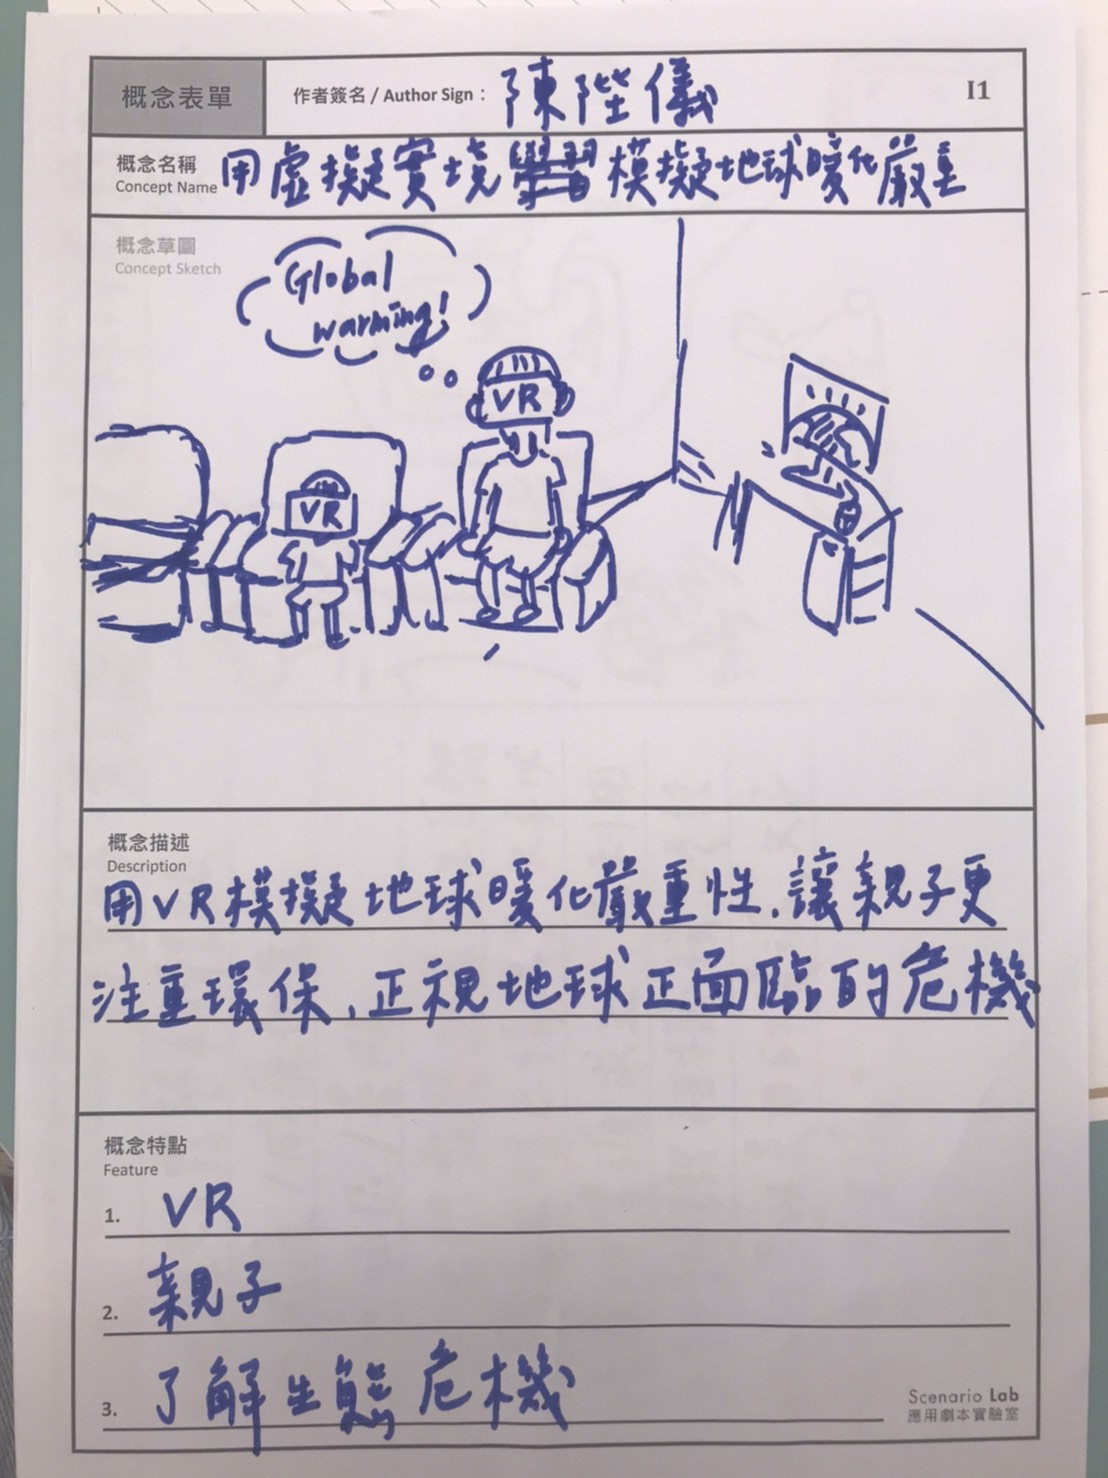 概念表單
作者簽名 / Author Sign : 陳陞儀
I1
概念名稱
Concept Name
用虛擬實境模擬地球暖化嚴重
概念草圖
Concept Sketch
Global
warming!
VR
VR
概念描述
Description
用VR模擬地球暖化嚴重性,讓親子更
注重環保,正視地球正面臨的危機
概念特點
Feature
1. VR
2. 親子
3. 了解生態危機
Scenario Lab
應用劇本實驗室